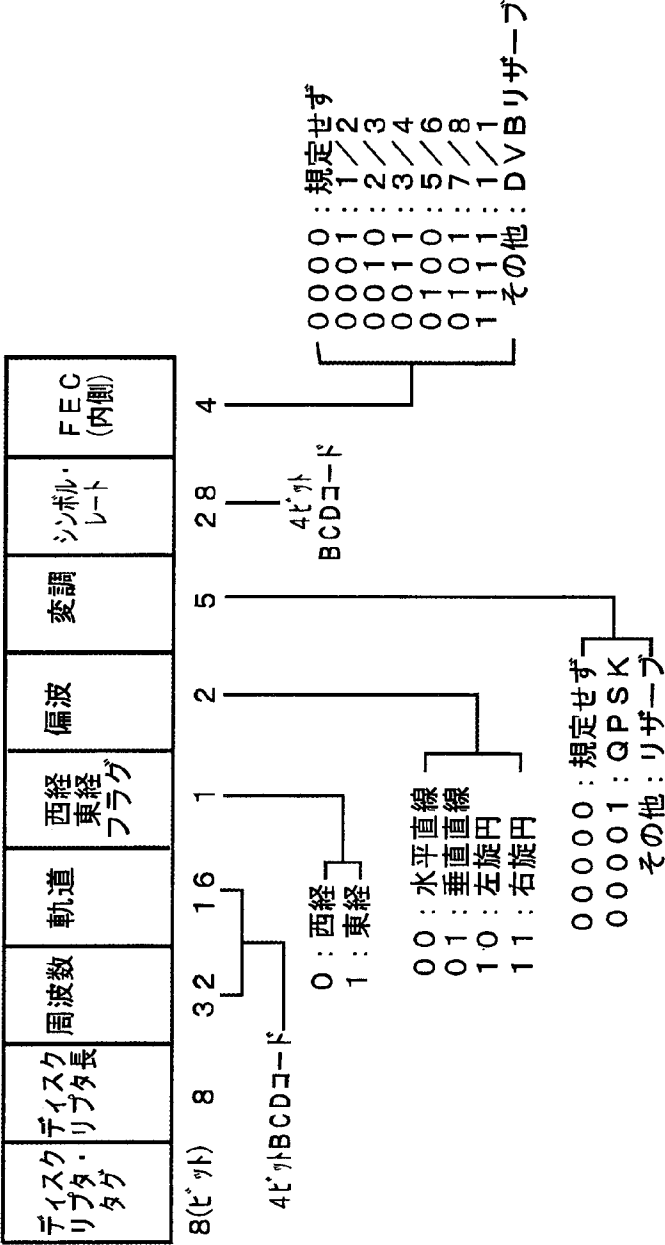 ディスク
リプタ・
タグ
ディスク
リプタ長
周波数
軌道
西経
東経
フラグ
偏波
変調
シンボル・
レート
FEC
(内側)
8(ビット)
8
32
16
1
2
5
28
4
4ビットBCDコード
0:西経
1:東経
00:水平直線
01:垂直直線
10:左旋円
11:右旋円
00000:規定せず
00001:QPSK
その他:リザーブ
4ビット
BCDコード
0000:規定せず
0001:1/2
0010:2/3
0011:3/4
0100:5/6
0101:7/8
1111:1/1
その他:DVBリザーブ